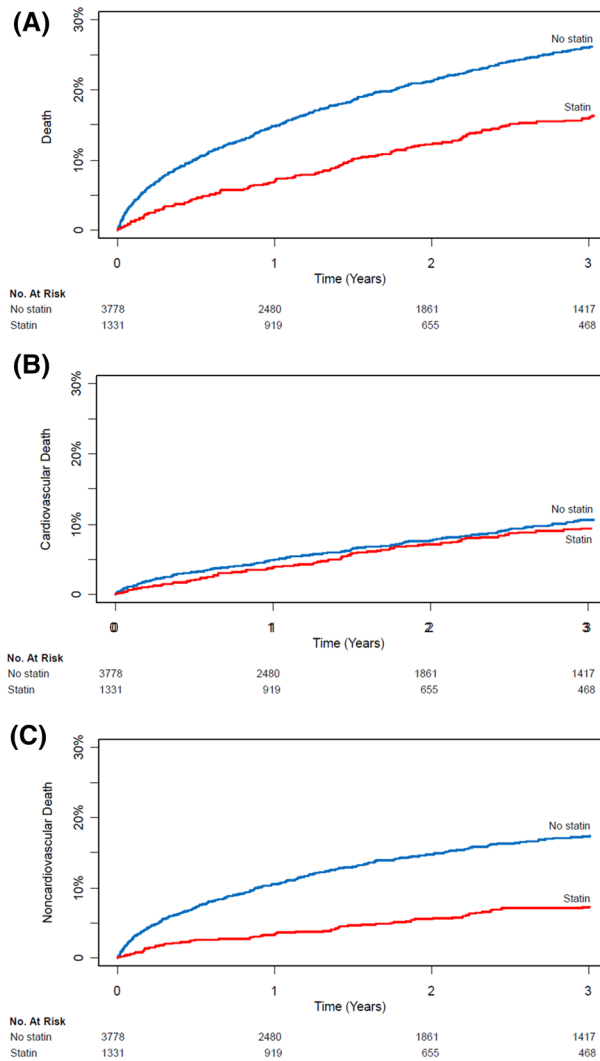 (A)
30%
20%
10%
0
Death
No statin
Statin
0 1 2 3
Time (Years)
No. At Risk
No statin 3778 2480 1861 1417
Statin 1331 919 655 468
(B)
30%
20%
10%
0
Cardiovascular Death
No statin
Statin
0 1 2 3
Time (Years)
No. At Risk
No statin 3778 2480 1861 1417
Statin 1331 919 655 468
(C)
30%
20%
10%
0
Noncardiovascular Death
No statin
Statin
0 1 2 3
Time (Years)
No. At Risk
No statin 3778 2480 1861 1417
Statin 1331 919 655 468